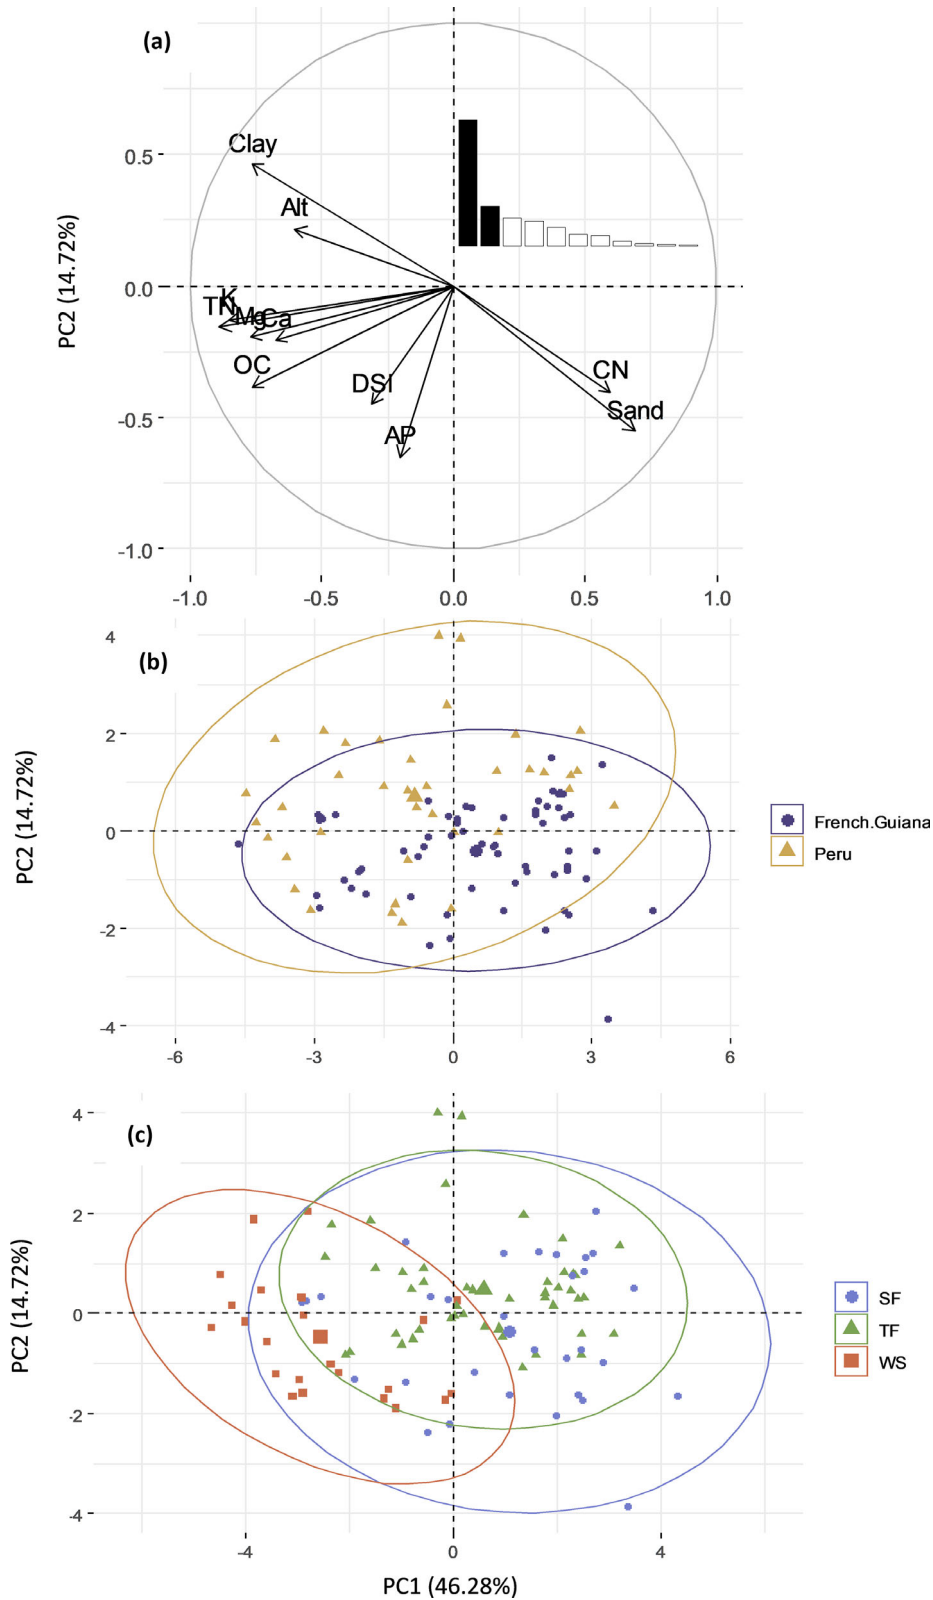 (a)
Clay
Alt
0.5
0.0
K
TN
Mg
Ca
OC
DSI
AP
CN
Sand
-0.5
-1.0
PC2 (14.72%)
-1.0 -0.5 0.0 0.5 1.0
(b)
4
2
0
-2
-4
PC2 (14.72%)
-6 -3 0 3 6
French.Guiana
Peru
(c)
4
2
0
-2
-4
PC2 (14.72%)
SF
TF
WS
-4 0 4
PC1 (46.28%)